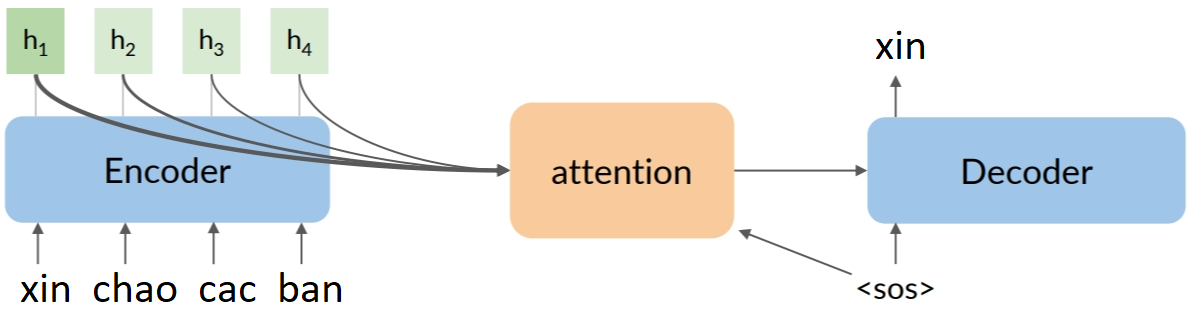 h₁ h₂ h₃ h₄
xin
Encoder
attention
Decoder
xin chao cac ban
<sos>